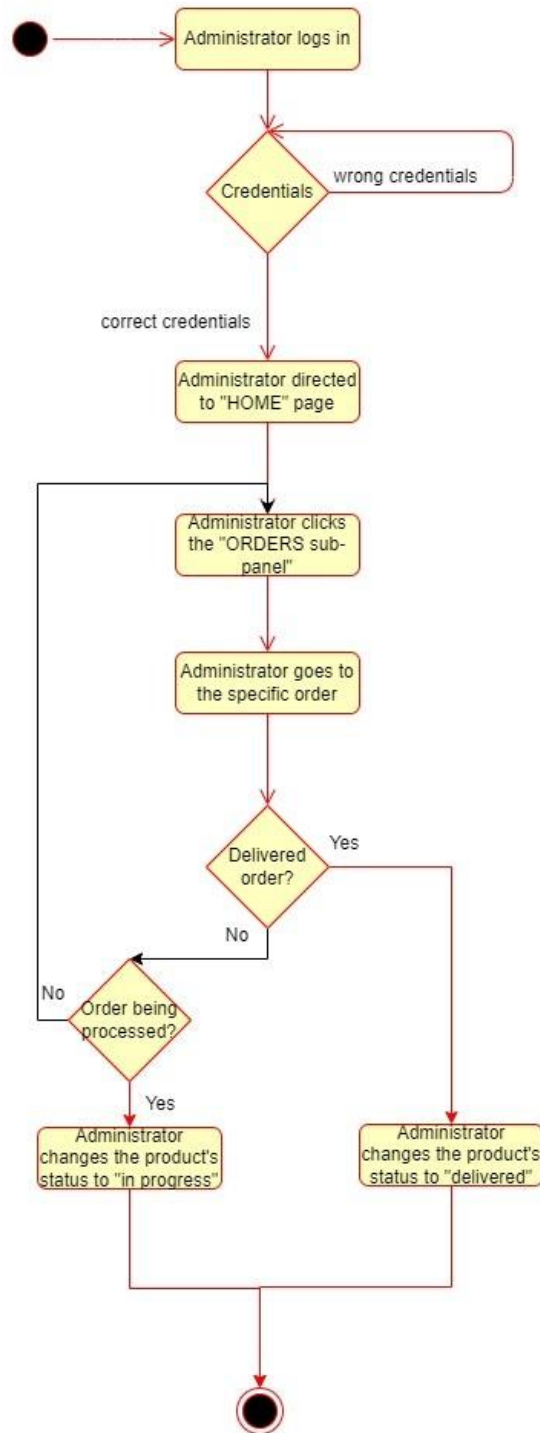 Administrator logs in
Credentials
wrong credentials
correct credentials
Administrator directed
to "HOME" page
Administrator clicks
the "ORDERS sub-
panel"
Administrator goes to
the specific order
Delivered
order?
Yes
No
Order being
processed?
No
Yes
Administrator
changes the product's
status to "in progress"
Administrator
changes the product's
status to "delivered"